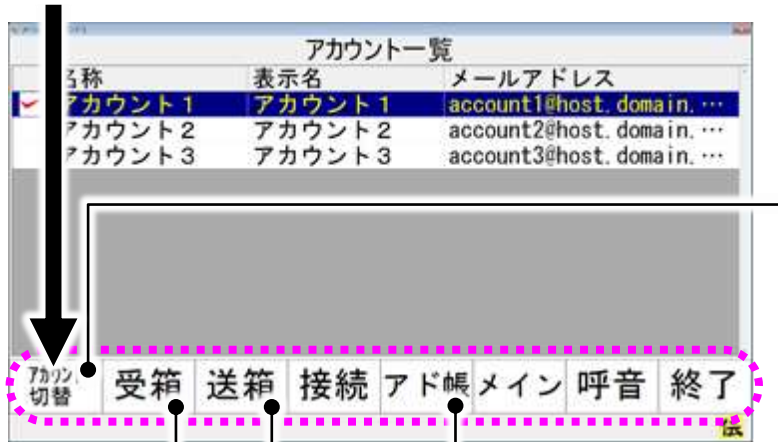 アカウント一覧
名称 表示名 メールアドレス
アカウント1 アカウント1 account1@host.domain.…
アカウント2 アカウント2 account2@host.domain.…
アカウント3 アカウント3 account3@host.domain.…
アカウン
切替 受箱 送箱 接続 アド帳 メイン 呼音 終了